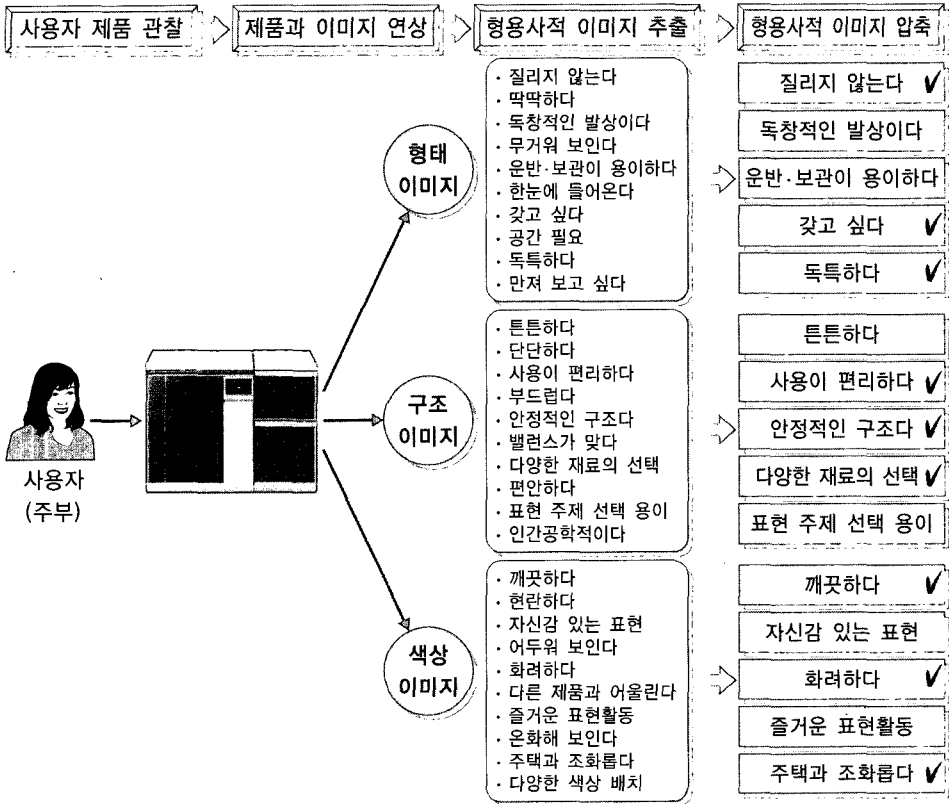 사용자 제품 관찰
제품과 이미지 연상
형용사적 이미지 추출
형용사적 이미지 압축
형태
이미지
· 질리지 않는다
· 딱딱하다
· 독창적인 발상이다
· 무거워 보인다
· 운반·보관이 용이하다
· 한눈에 들어온다
· 갖고 싶다
· 공간 필요
· 독특하다
· 만져 보고 싶다
질리지 않는다 ✔
독창적인 발상이다
운반·보관이 용이하다
갖고 싶다 ✔
독특하다 ✔
사용자
(주부)
구조
이미지
· 튼튼하다
· 단단하다
· 사용이 편리하다
· 부드럽다
· 안정적인 구조다
· 밸런스가 맞다
· 다양한 재료의 선택
· 편안하다
· 표현 주제 선택 용이
· 인간공학적이다
튼튼하다
사용이 편리하다 ✔
안정적인 구조다 ✔
다양한 재료의 선택 ✔
표현 주제 선택 용이
색상
이미지
· 깨끗하다
· 현란하다
· 자신감 있는 표현
· 어두워 보인다
· 화려하다
· 다른 제품과 어울린다
· 즐거운 표현활동
· 온화해 보인다
· 주택과 조화롭다
· 다양한 색상 배치
깨끗하다 ✔
자신감 있는 표현
화려하다 ✔
즐거운 표현활동
주택과 조화롭다 ✔